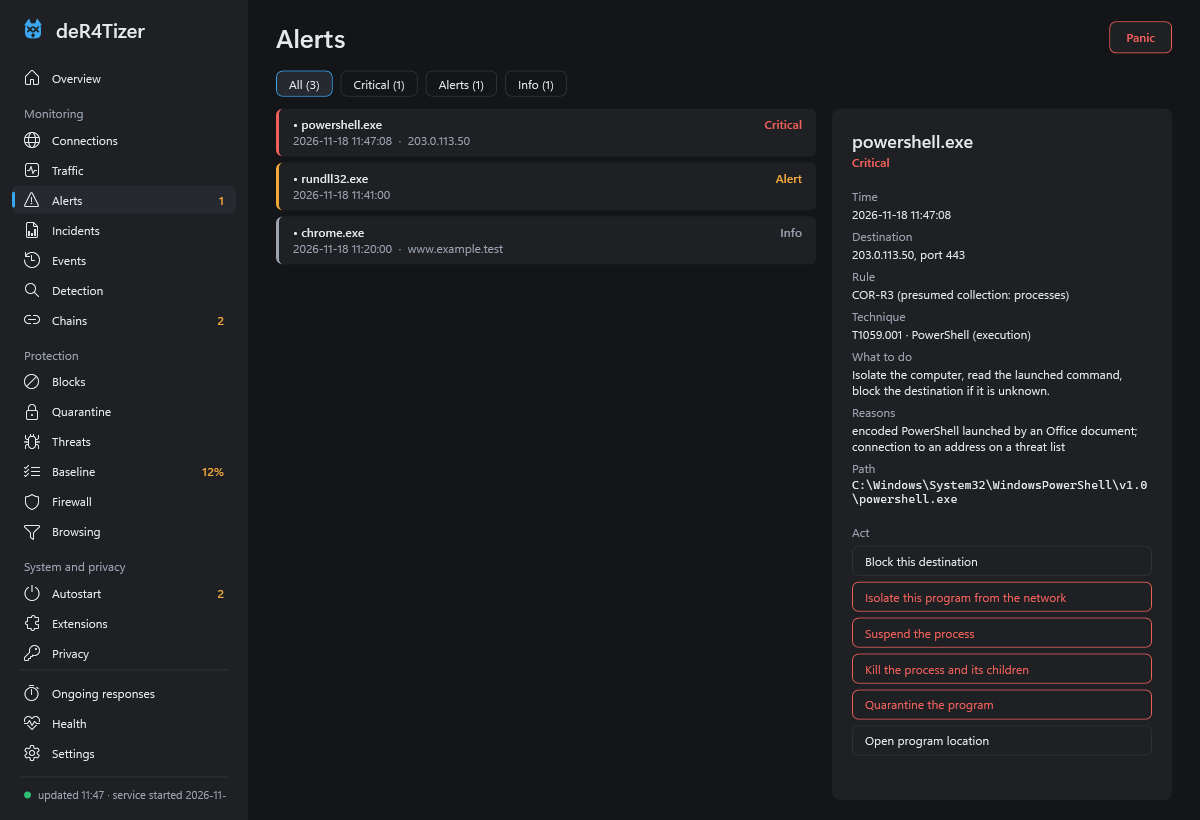 deR4Tizer
Overview
Monitoring
Connections
Traffic
Alerts 1
Incidents
Events
Detection
Chains 2
Protection
Blocks
Quarantine
Threats
Baseline 12%
Firewall
Browsing
System and privacy
Autostart 2
Extensions
Privacy
Ongoing responses
Health
Settings
updated 11:47 · service started 2026-11-
Alerts
Panic
All (3) Critical (1) Alerts (1) Info (1)
• powershell.exe Critical
2026-11-18 11:47:08 · 203.0.113.50
• rundll32.exe Alert
2026-11-18 11:41:00
• chrome.exe Info
2026-11-18 11:20:00 · www.example.test
powershell.exe
Critical
Time
2026-11-18 11:47:08
Destination
203.0.113.50, port 443
Rule
COR-R3 (presumed collection: processes)
Technique
T1059.001 · PowerShell (execution)
What to do
Isolate the computer, read the launched command,
block the destination if it is unknown.
Reasons
encoded PowerShell launched by an Office document;
connection to an address on a threat list
Path
C:\Windows\System32\WindowsPowerShell\v1.0
\powershell.exe
Act
Block this destination
Isolate this program from the network
Suspend the process
Kill the process and its children
Quarantine the program
Open program location